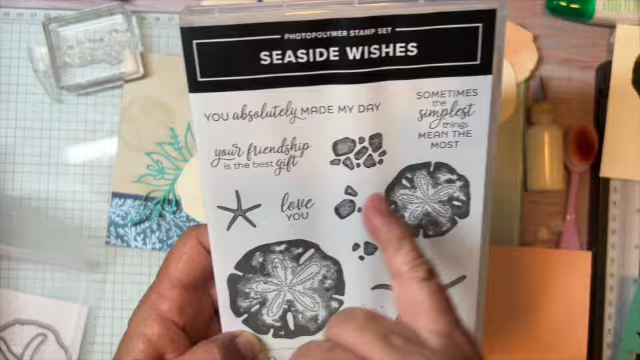 PHOTOPOLYMER STAMP SET
SEASIDE WISHES
YOU absolutely MADE MY DAY
SOMETIMES
the
simplest
things
MEAN THE
MOST
your friendship
is the best gift
love
YOU